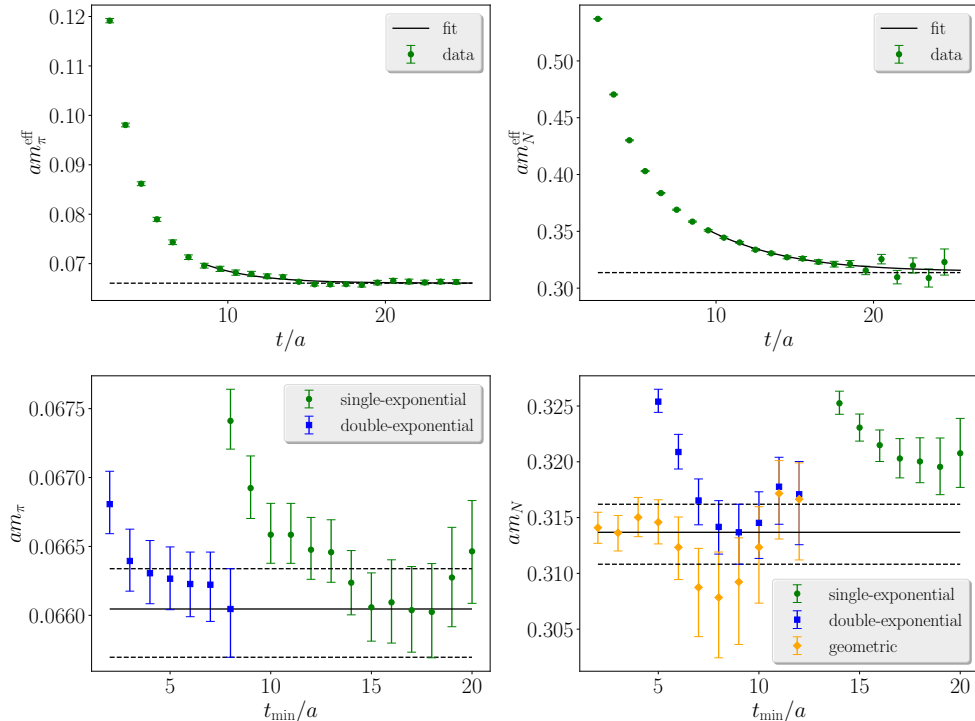 0.12
0.11
0.10
0.09
0.08
0.07
10
20
t/a
am_π^eff
fit
data
0.50
0.45
0.40
0.35
0.30
10
20
t/a
am_N^eff
fit
data
0.0675
0.0670
0.0665
0.0660
5
10
15
20
t_min/a
am_π
single-exponential
double-exponential
0.325
0.320
0.315
0.310
0.305
5
10
15
20
t_min/a
am_N
single-exponential
double-exponential
geometric